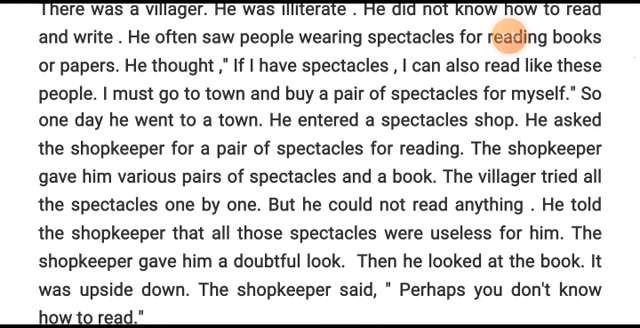 There was a villager. He was illiterate . He did not know how to read
and write . He often saw people wearing spectacles for reading books
or papers. He thought ," If I have spectacles , I can also read like these
people. I must go to town and buy a pair of spectacles for myself." So
one day he went to a town. He entered a spectacles shop. He asked
the shopkeeper for a pair of spectacles for reading. The shopkeeper
gave him various pairs of spectacles and a book. The villager tried all
the spectacles one by one. But he could not read anything . He told
the shopkeeper that all those spectacles were useless for him. The
shopkeeper gave him a doubtful look.  Then he looked at the book. It
was upside down. The shopkeeper said, " Perhaps you don't know
how to read."